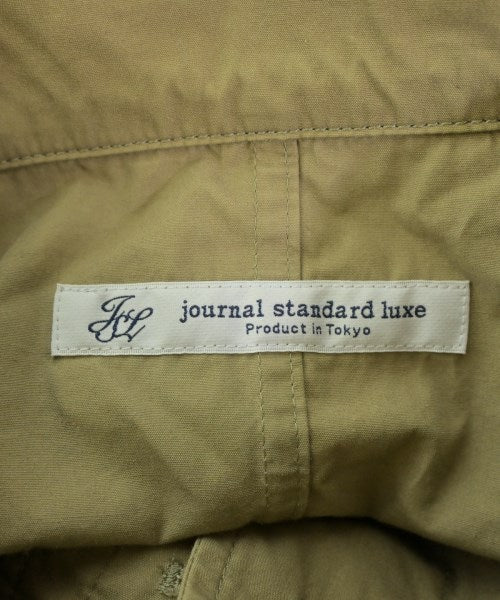 JSL journal standard luxe
Product in Tokyo